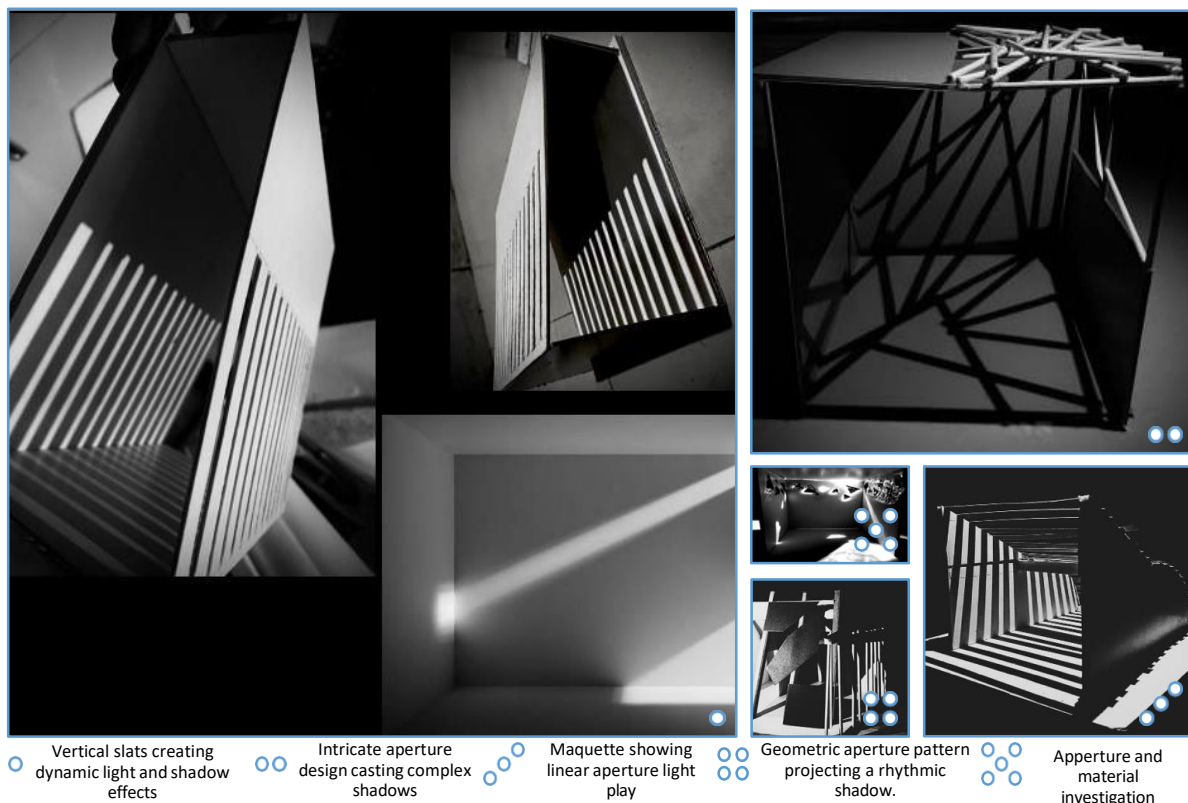 Vertical slats creating
dynamic light and shadow
effects
Intricate aperture
design casting complex
shadows
Maquette showing
linear aperture light
play
Geometric aperture pattern
projecting a rhythmic
shadow.
Apperture and
material
investigation